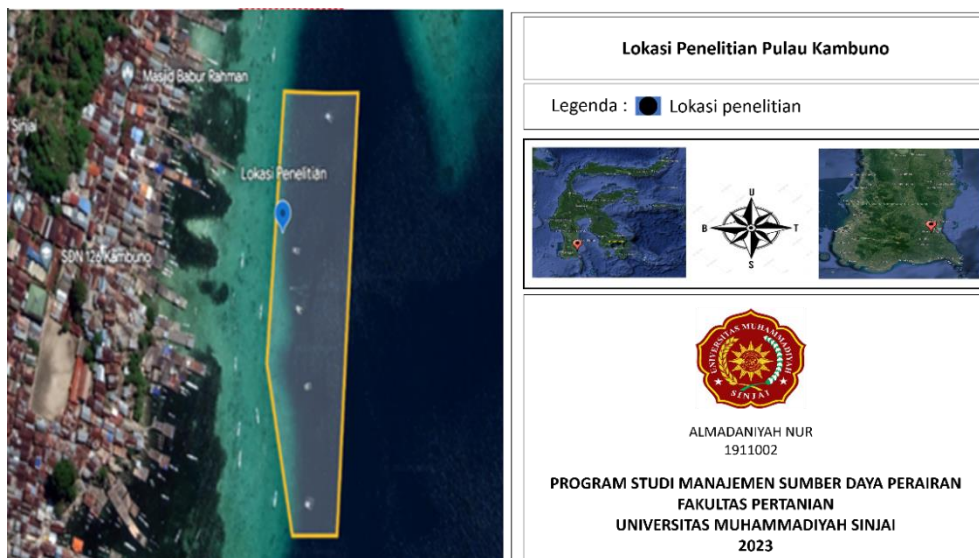 Masjid Babur Rahman
Sinjai
Lokasi Penelitian
SDN 126 Kambuno
Lokasi Penelitian Pulau Kambuno
Legenda : Lokasi penelitian
U
B T
S
UNIVERSITAS MUHAMMADIYAH
SINJAI
ALMADANIYAH NUR
1911002
PROGRAM STUDI MANAJEMEN SUMBER DAYA PERAIRAN
FAKULTAS PERTANIAN
UNIVERSITAS MUHAMMADIYAH SINJAI
2023